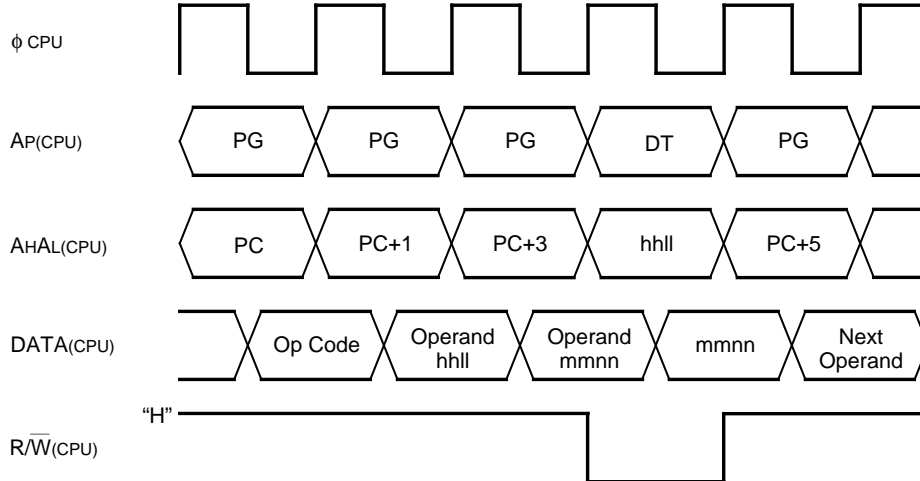 ϕ CPU
AP(CPU) PG PG PG DT PG
AHAL(CPU) PC PC+1 PC+3 hhll PC+5
DATA(CPU) Op Code Operand hhll Operand mmnn mmnn Next Operand
"H"
R/W̅(CPU)